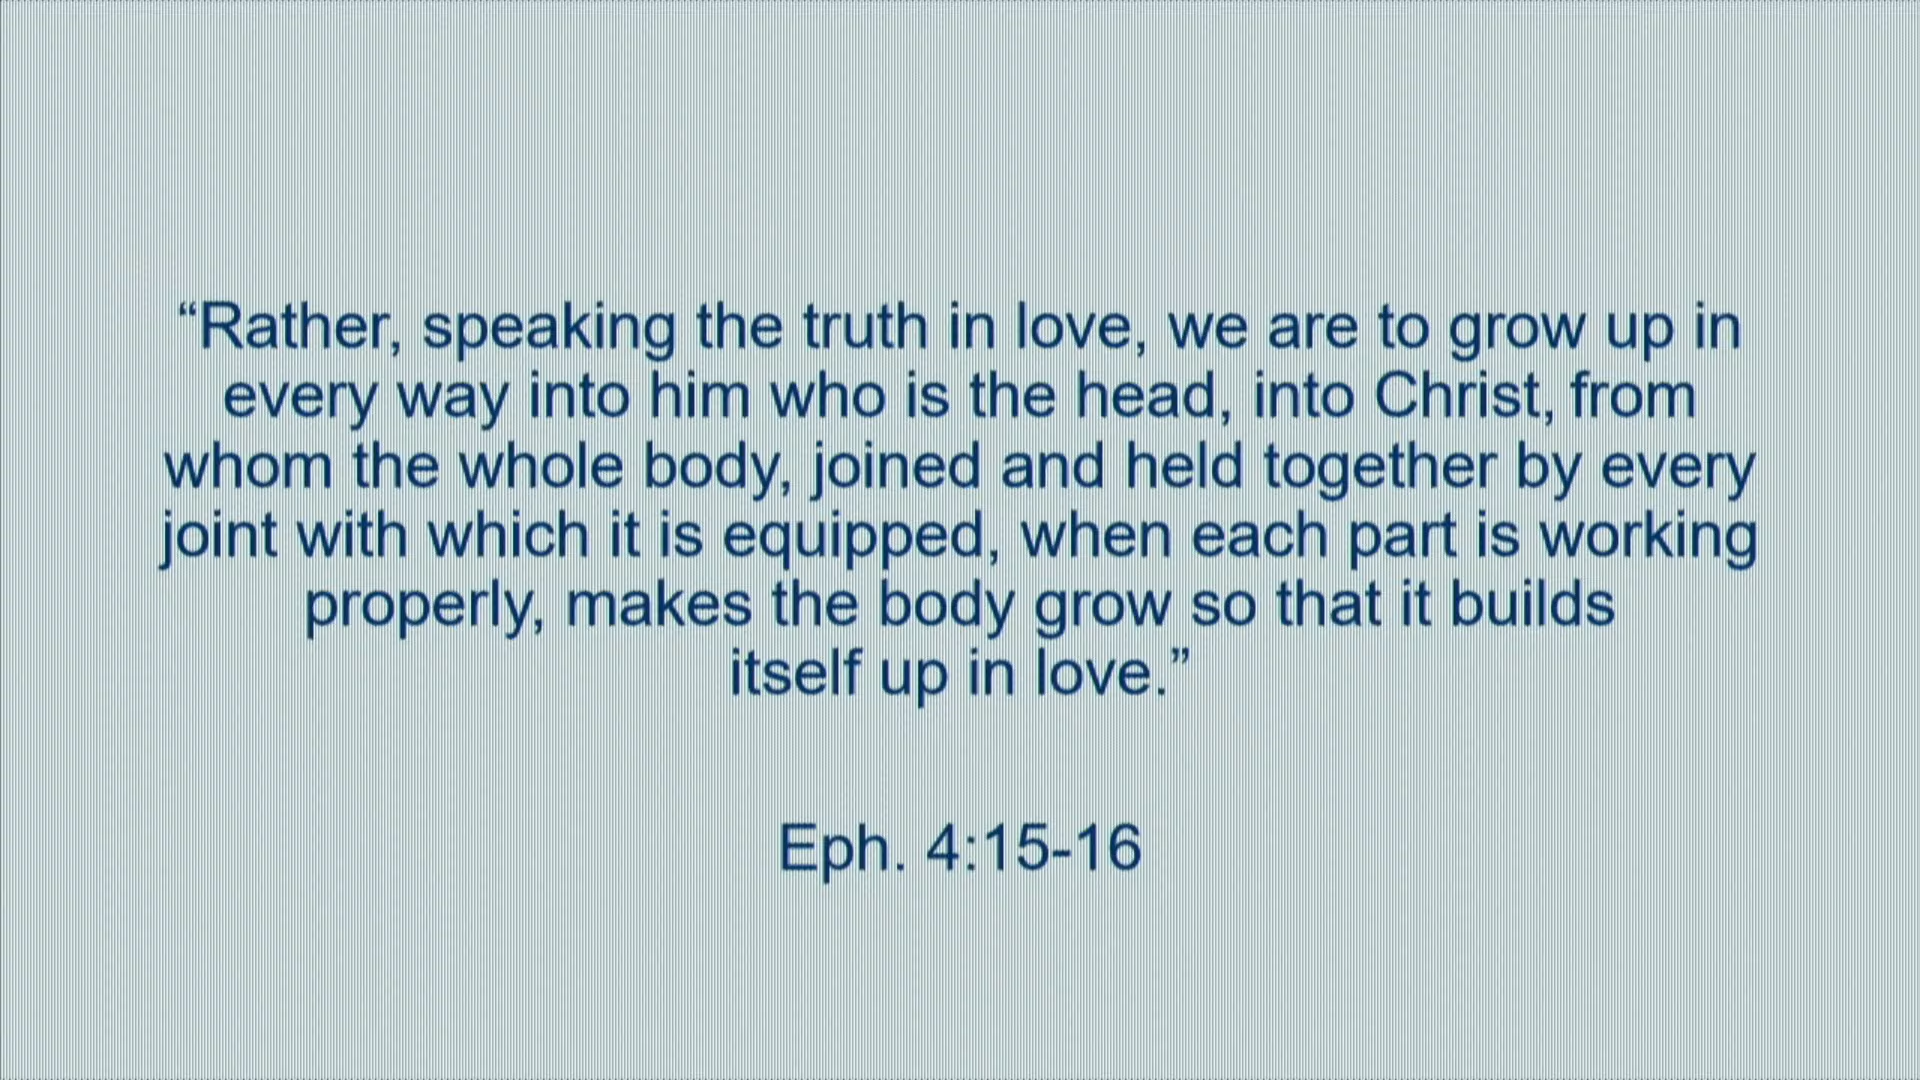 “Rather, speaking the truth in love, we are to grow up in
every way into him who is the head, into Christ, from
whom the whole body, joined and held together by every
joint with which it is equipped, when each part is working
properly, makes the body grow so that it builds
itself up in love.”
Eph. 4:15-16